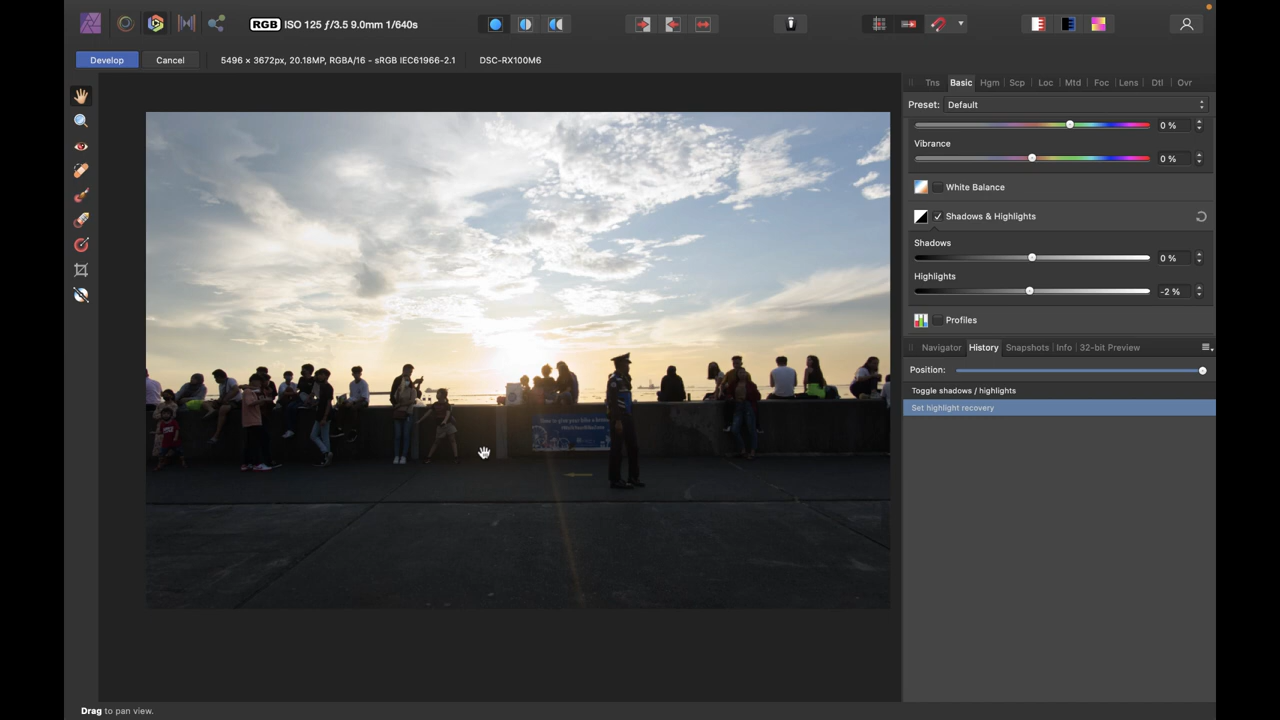 RGB ISO 125 f/3.5 9.0mm 1/640s
Develop Cancel 5496 × 3672px, 20.18MP, RGBA/16 - sRGB IEC61966-2.1 DSC-RX100M6
Tns Basic Hgm Scp Loc Mtd Foc Lens Dtl Ovr
Preset: Default
0 %
Vibrance
0 %
White Balance
Shadows & Highlights
Shadows
0 %
Highlights
-2 %
Profiles
Navigator History Snapshots Info 32-bit Preview
Position:
Toggle shadows / highlights
Set highlight recovery
Drag to pan view.